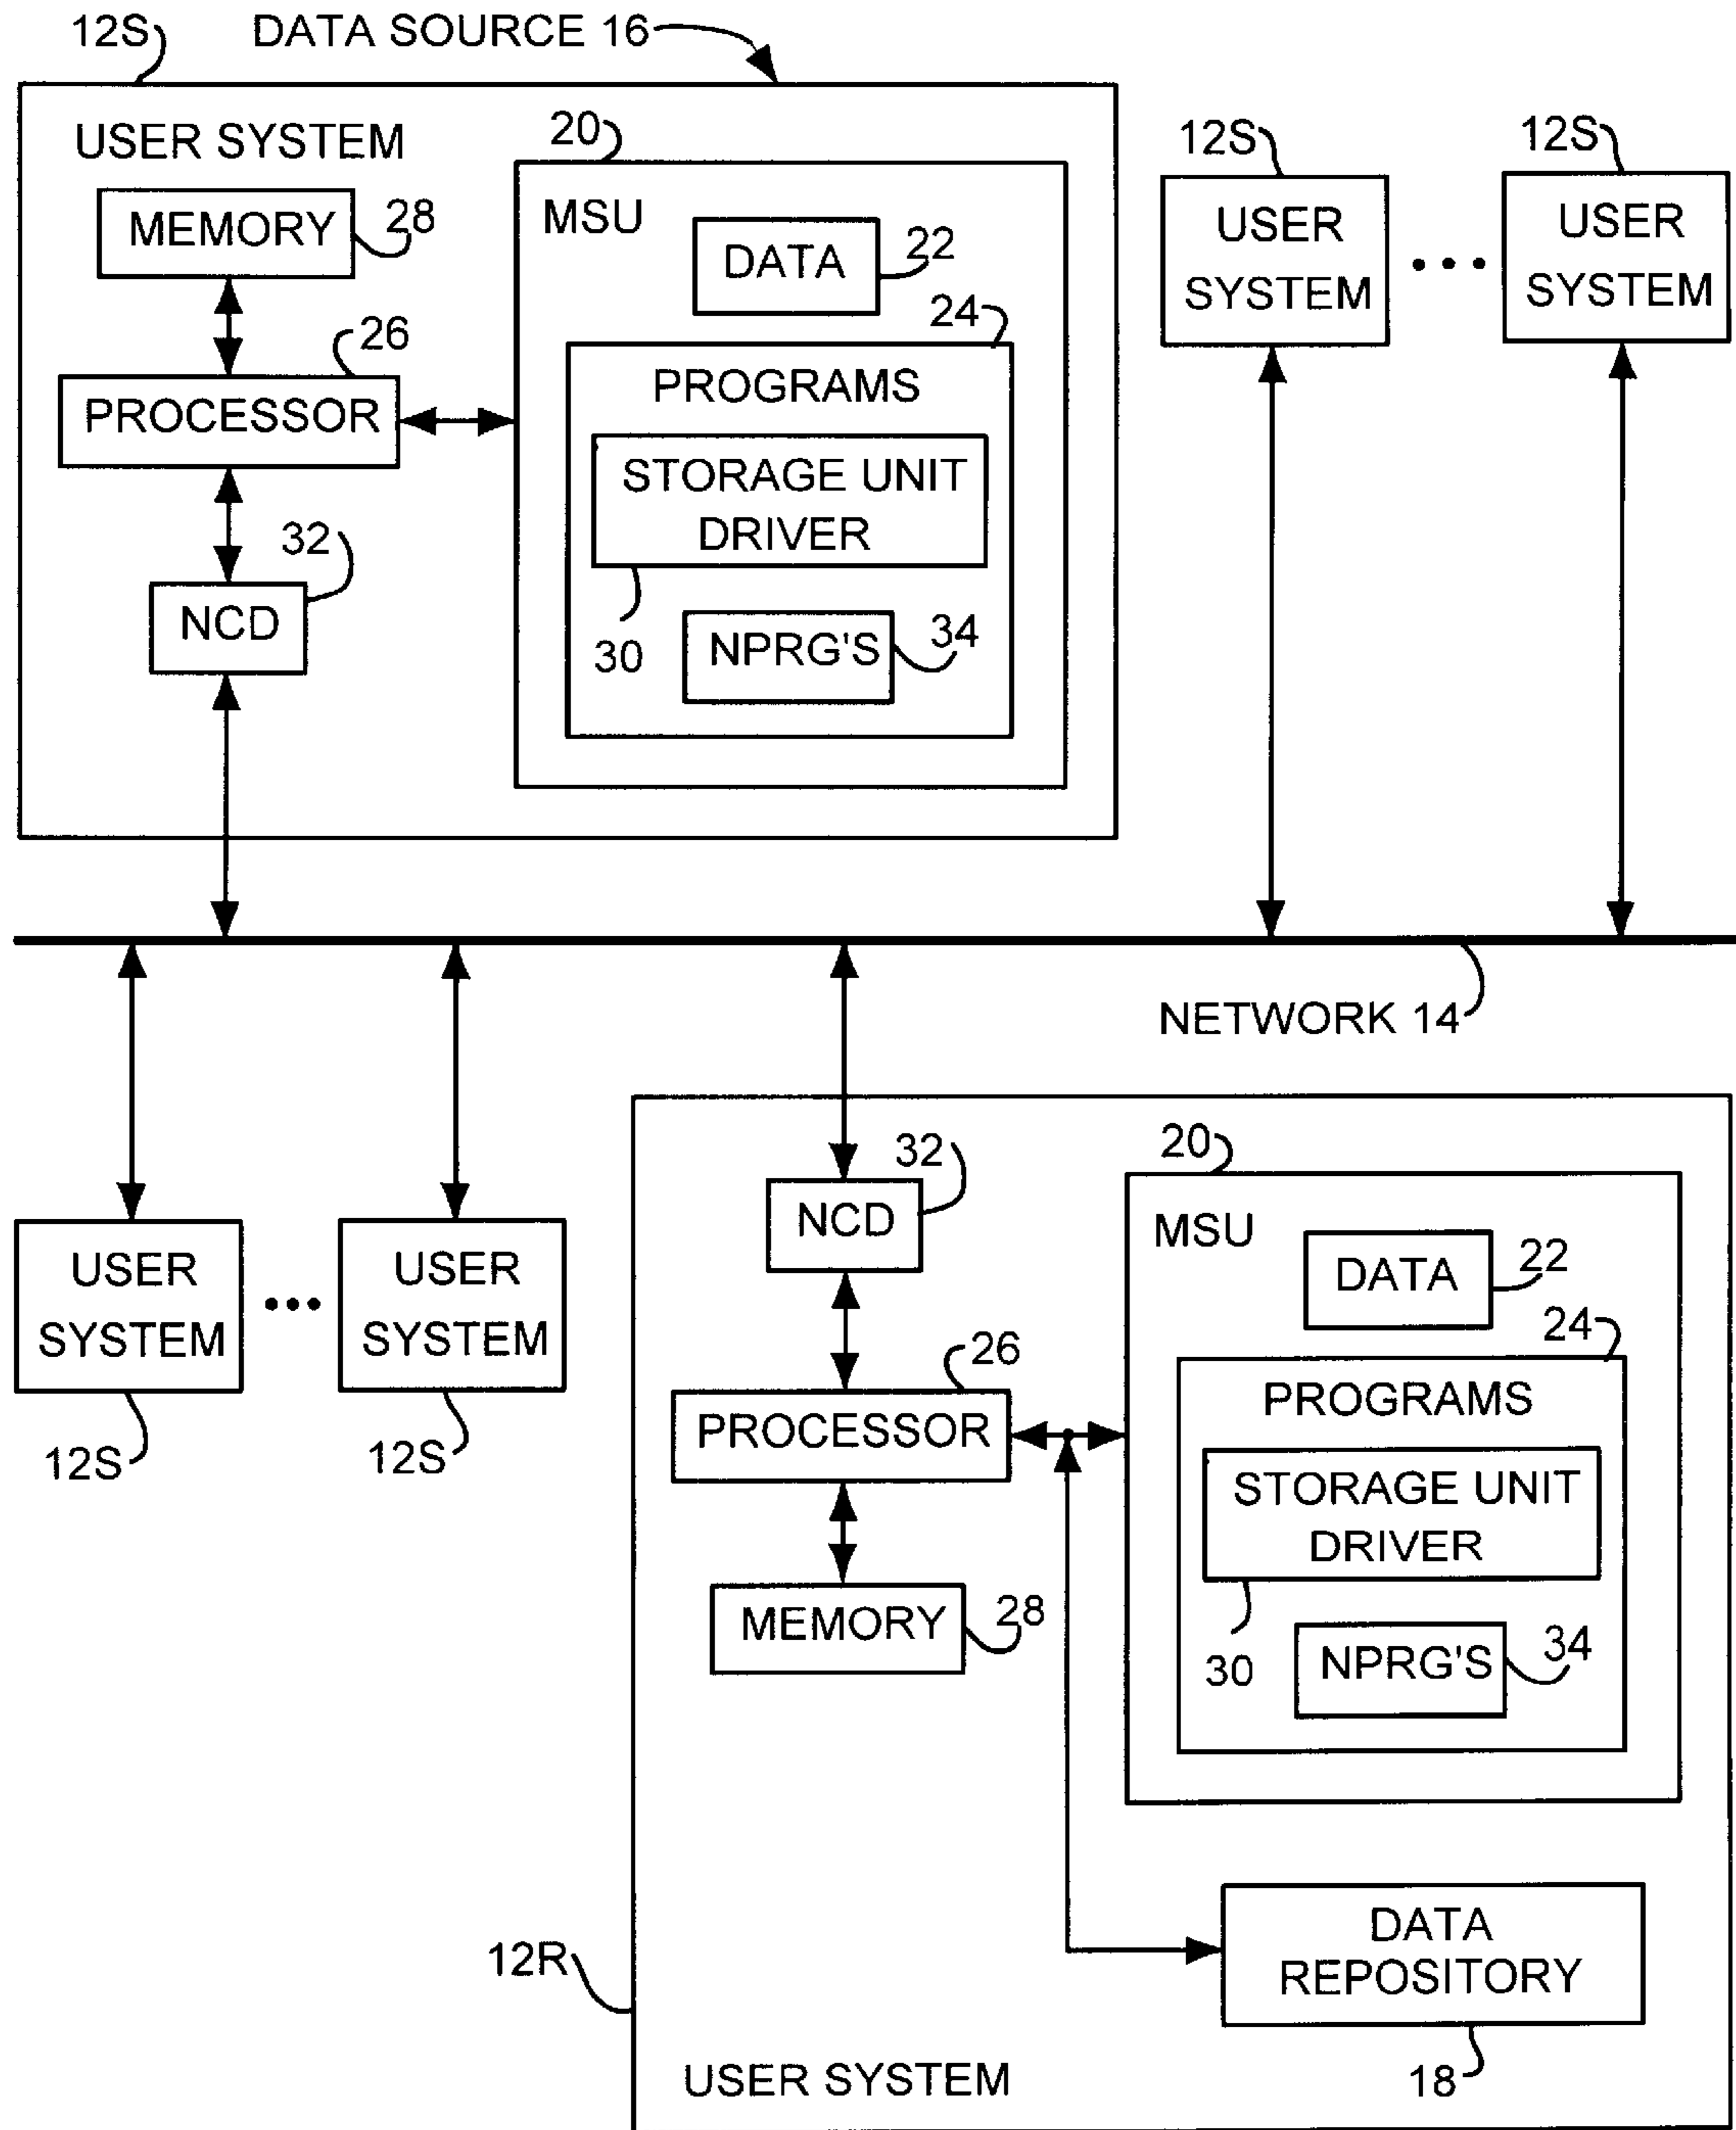 12S
DATA SOURCE 16
USER SYSTEM
MEMORY
28
26
PROCESSOR
32
NCD
20
MSU
DATA
22
24
PROGRAMS
STORAGE UNIT
DRIVER
30
NPRG'S
34
12S
USER
SYSTEM
12S
USER
SYSTEM
NETWORK 14
USER
SYSTEM
12S
USER
SYSTEM
12S
32
NCD
26
PROCESSOR
MEMORY
28
20
MSU
DATA
22
24
PROGRAMS
STORAGE UNIT
DRIVER
30
NPRG'S
34
DATA
REPOSITORY
18
12R
USER SYSTEM